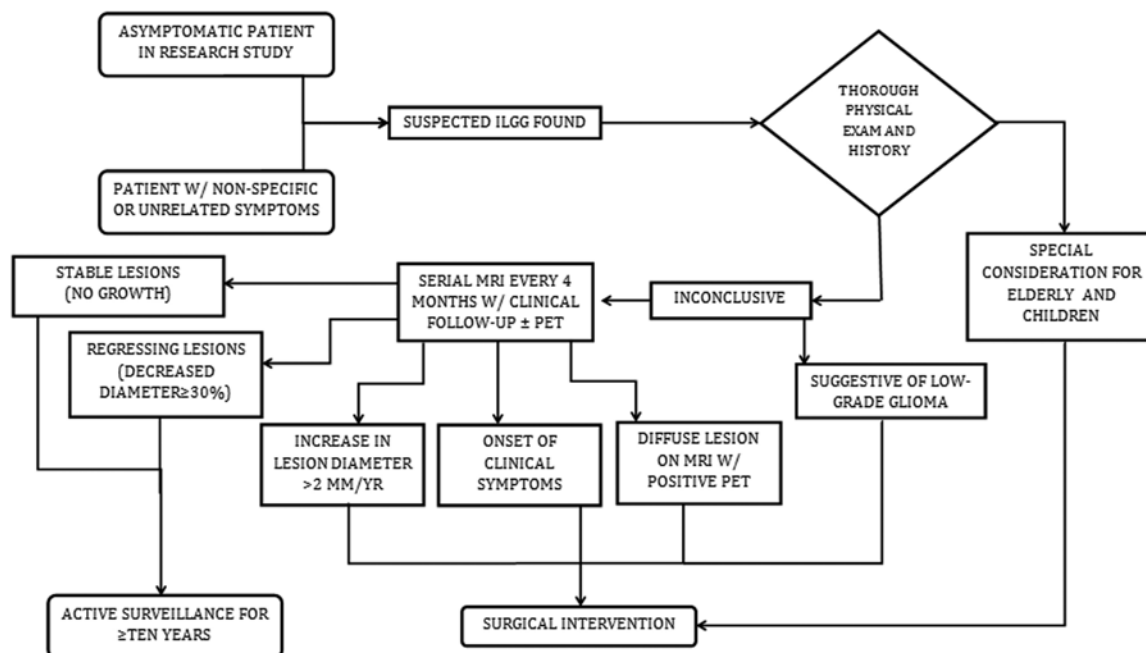 ASYMPTOMATIC PATIENT
IN RESEARCH STUDY
SUSPECTED ILGG FOUND
THOROUGH
PHYSICAL
EXAM AND
HISTORY
PATIENT W/ NON-SPECIFIC
OR UNRELATED SYMPTOMS
STABLE LESIONS
(NO GROWTH)
SERIAL MRI EVERY 4
MONTHS W/ CLINICAL
FOLLOW-UP ± PET
INCONCLUSIVE
SPECIAL
CONSIDERATION FOR
ELDERLY AND
CHILDREN
REGRESSING LESIONS
(DECREASED
DIAMETER≥30%)
SUGGESTIVE OF LOW-
GRADE GLIOMA
INCREASE IN
LESION DIAMETER
>2 MM/YR
ONSET OF
CLINICAL
SYMPTOMS
DIFFUSE LESION
ON MRI W/
POSITIVE PET
ACTIVE SURVEILLANCE FOR
≥TEN YEARS
SURGICAL INTERVENTION